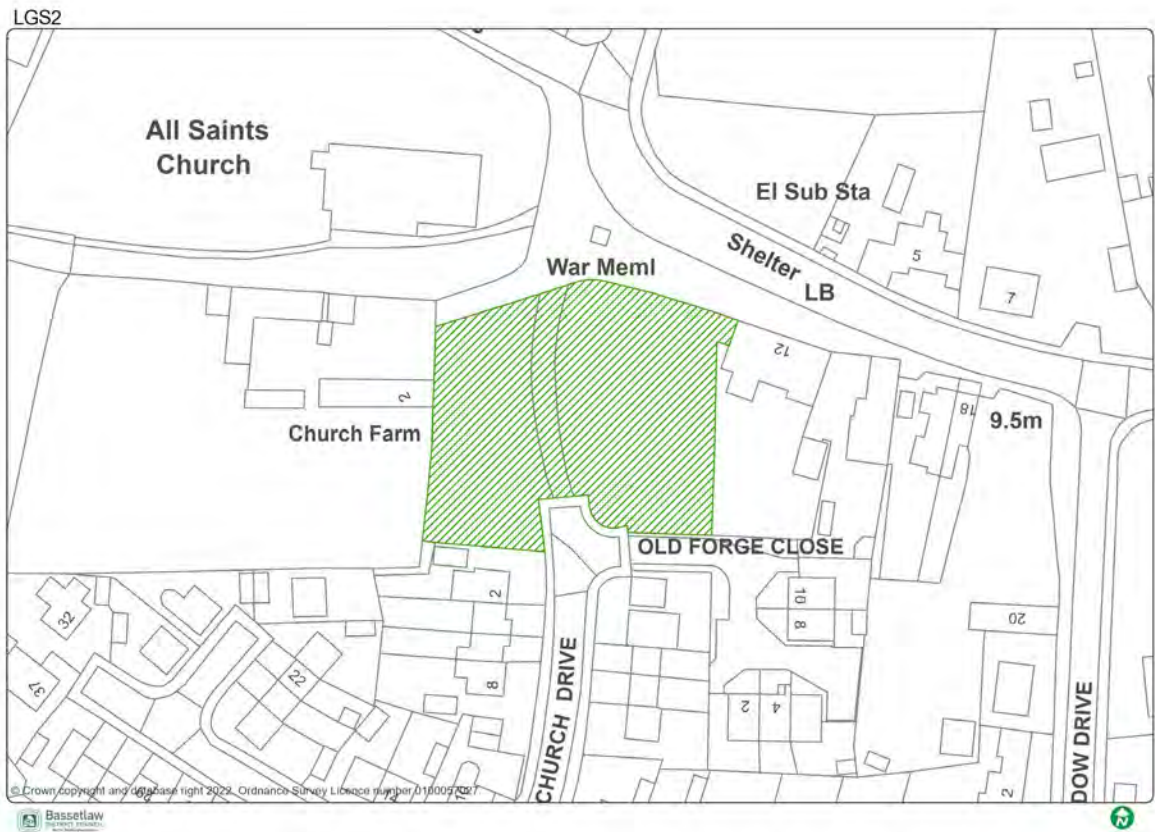 LGS2
All Saints
Church
El Sub Sta
5
7
Shelter
LB
War Meml
12
18
9.5m
2
Church Farm
OLD FORGE CLOSE
2
10
8
20
32
37
22
8
2
4
CHURCH DRIVE
DOW DRIVE
2
© Crown copyright and database right 2022. Ordnance Survey Licence number
Bassetlaw
DISTRICT COUNCIL
N